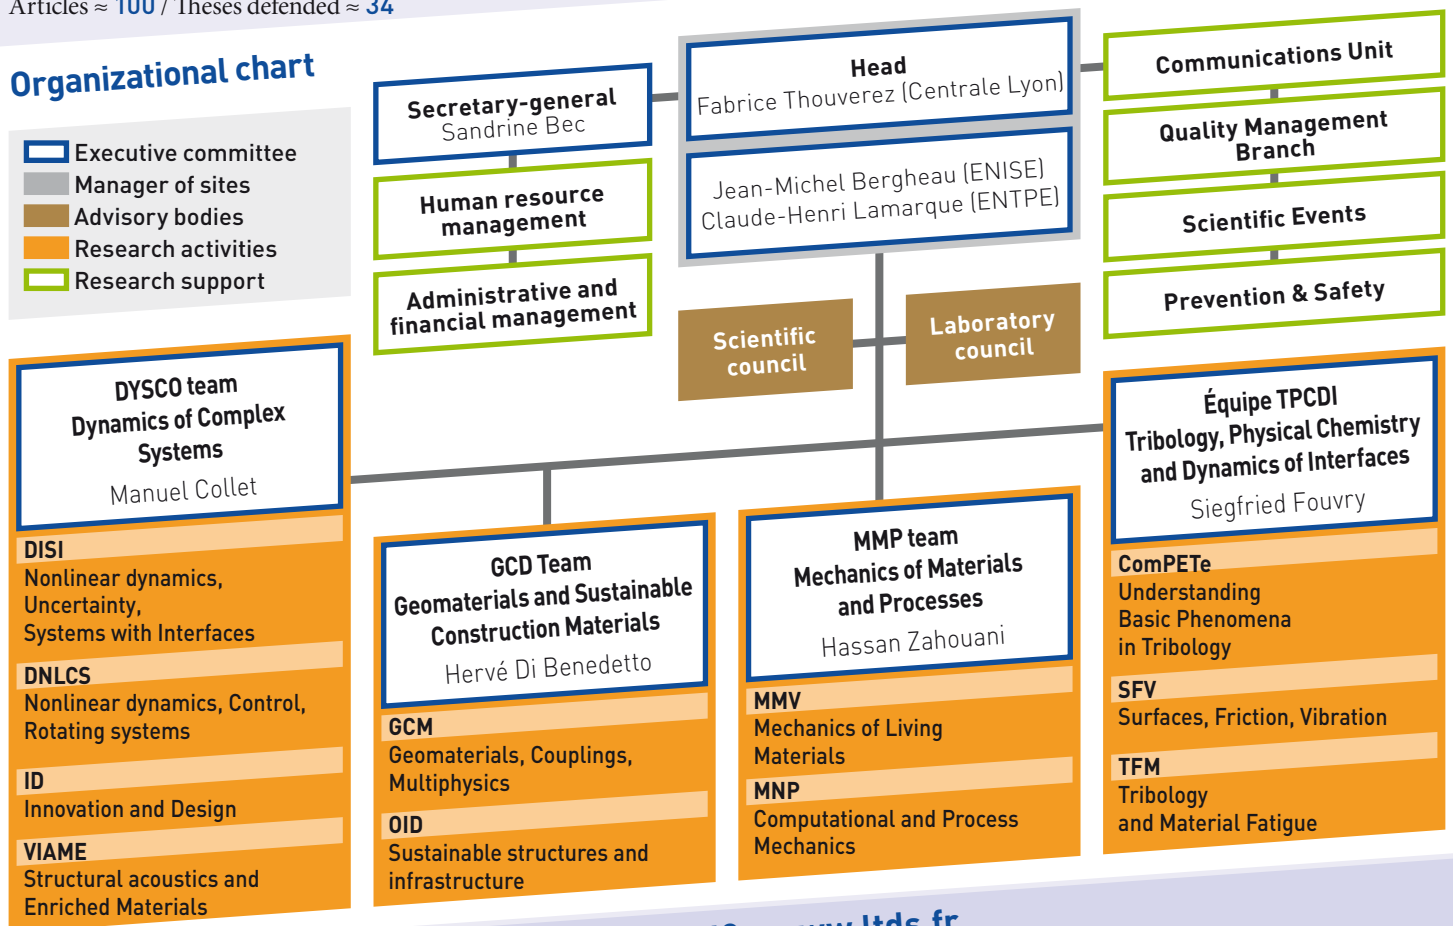 Articles ≈ 100 / Theses defended ≈ 34
Organizational chart
Executive committee
Manager of sites
Advisory bodies
Research activities
Research support
Secretary-general
Sandrine Bec
Human resource
management
Administrative and
financial management
Head
Fabrice Thouverez (Centrale Lyon)
Jean-Michel Bergheau (ENISE)
Claude-Henri Lamarque (ENTPE)
Communications Unit
Quality Management
Branch
Scientific Events
Prevention & Safety
Scientific
council
Laboratory
council
DYSCO team
Dynamics of Complex
Systems
Manuel Collet
DISI
Nonlinear dynamics,
Uncertainty,
Systems with Interfaces
DNLCS
Nonlinear dynamics, Control,
Rotating systems
ID
Innovation and Design
VIAME
Structural acoustics and
Enriched Materials
GCD Team
Geomaterials and Sustainable
Construction Materials
Hervé Di Benedetto
GCM
Geomaterials, Couplings,
Multiphysics
OID
Sustainable structures and
infrastructure
MMP team
Mechanics of Materials
and Processes
Hassan Zahouani
MMV
Mechanics of Living
Materials
MNP
Computational and Process
Mechanics
Équipe TPCDI
Tribology, Physical Chemistry
and Dynamics of Interfaces
Siegfried Fouvry
ComPETe
Understanding
Basic Phenomena
in Tribology
SFV
Surfaces, Friction, Vibration
TFM
Tribology
and Material Fatigue
www.ltds.fr